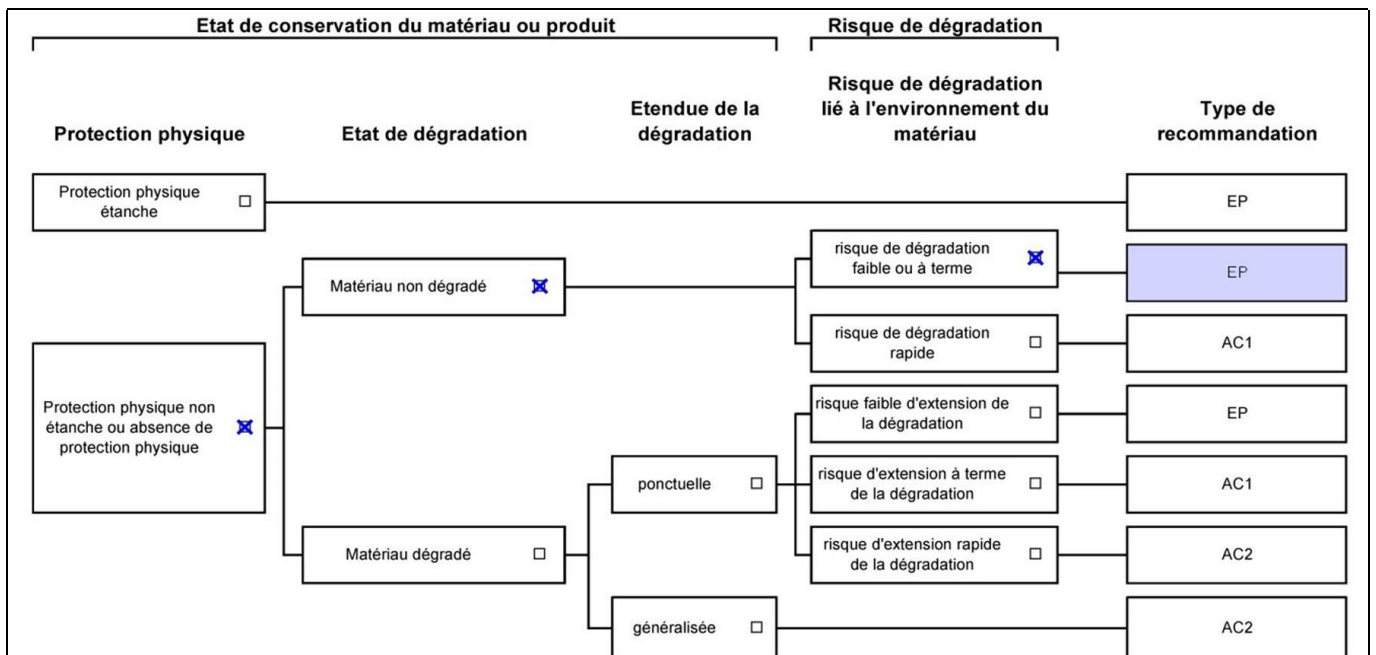 Etat de conservation du matériau ou produit
Risque de dégradation
Protection physique
Etat de dégradation
Etendue de la
dégradation
Risque de dégradation
lié à l'environnement du
matériau
Type de
recommandation
Protection physique
étanche
EP
Matériau non dégradé
risque de dégradation
faible ou à terme
EP
risque de dégradation
rapide
AC1
Protection physique non
étanche ou absence de
protection physique
risque faible d'extension de
la dégradation
EP
ponctuelle
risque d'extension à terme
de la dégradation
AC1
Matériau dégradé
risque d'extension rapide
de la dégradation
AC2
généralisée
AC2